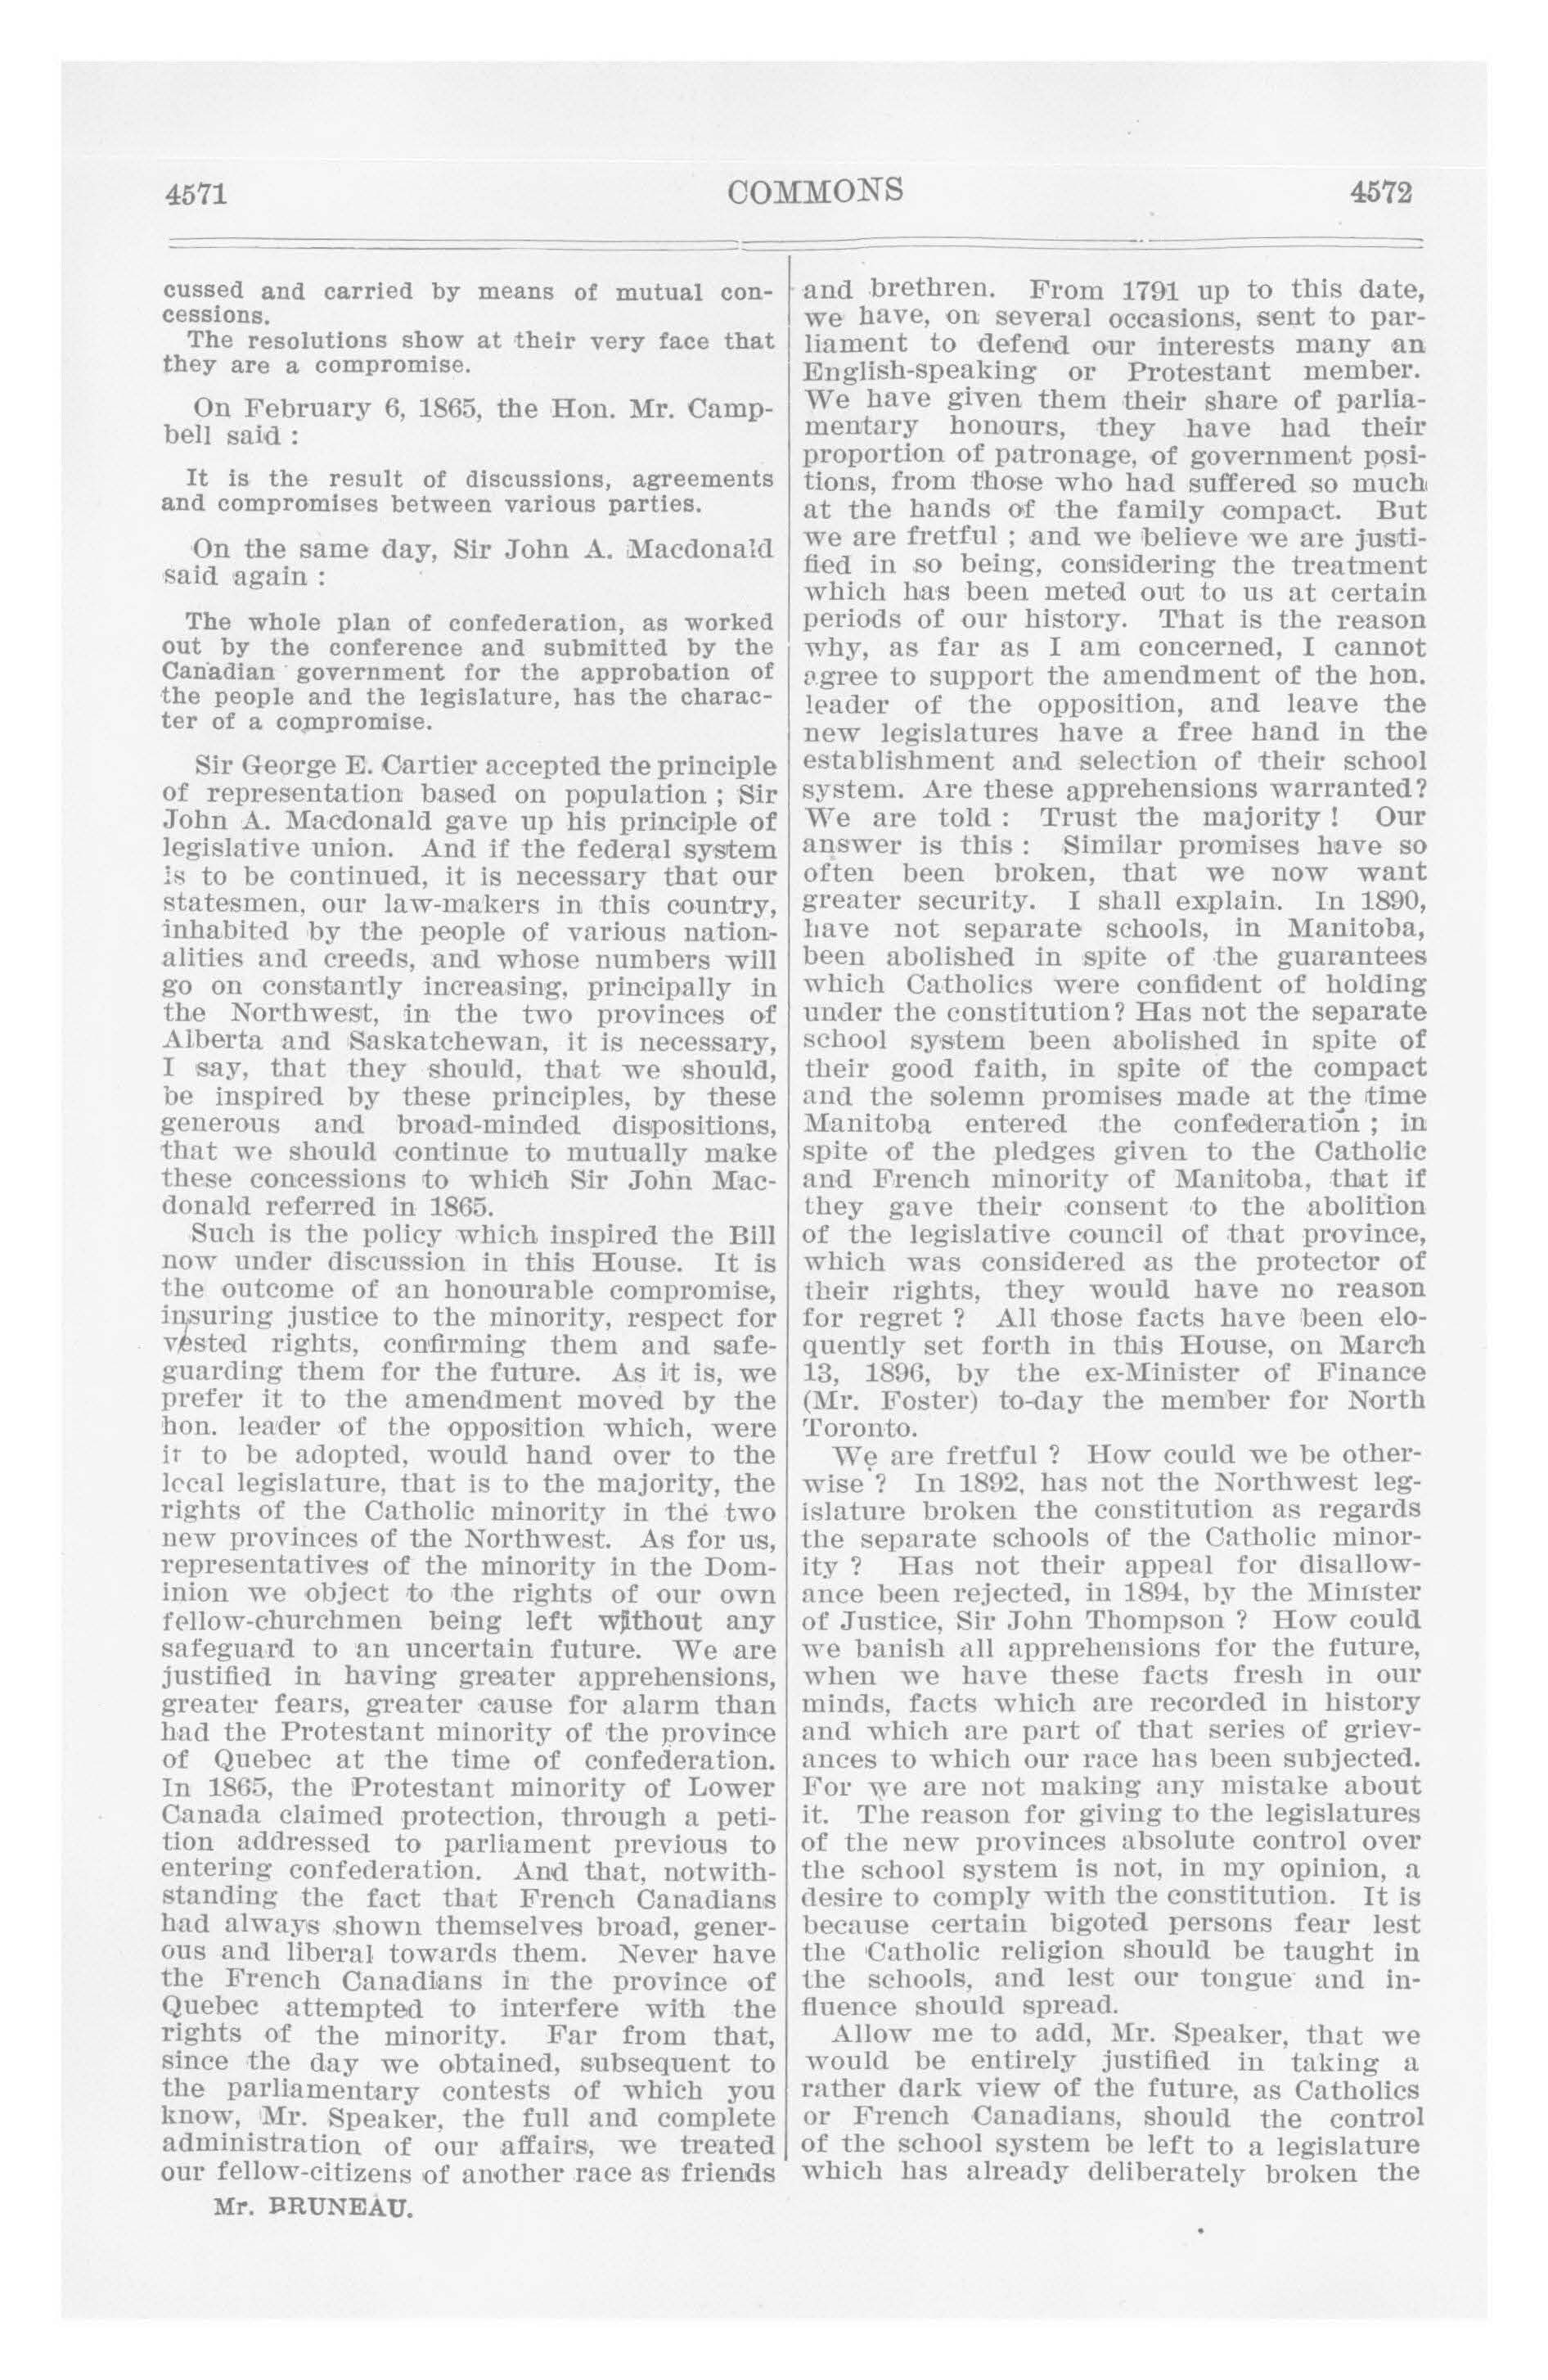 4571
COMMONS
4572
cussed and carried by means of mutual con-
cessions.
The resolutions show at their very face that
they are a compromise.
On February 6, 1865, the Hon. Mr. Camp-
bell said :
It is the result of discussions, agreements
and compromises between various parties.
On the same day, Sir John A. Macdonald
said again :
The whole plan of confederation, as worked
out by the conference and submitted by the
Canadian government for the approbation of
the people and the legislature, has the charac-
ter of a compromise.
Sir George E. Cartier accepted the principle
of representation based on population ; Sir
John A. Macdonald gave up his principle of
legislative union. And if the federal system
is to be continued, it is necessary that our
statesmen, our law-makers in this country,
inhabited by the people of various nation-
alities and creeds, and whose numbers will
go on constantly increasing, principally in
the Northwest, in the two provinces of
Alberta and Saskatchewan, it is necessary,
I say, that they should, that we should,
be inspired by these principles, by these
generous and broad-minded dispositions,
that we should continue to mutually make
these concessions to which Sir John Mac-
donald referred in 1865.
Such is the policy which inspired the Bill
now under discussion in this House. It is
the outcome of an honourable compromise,
insuring justice to the minority, respect for
vested rights, confirming them and safe-
guarding them for the future. As it is, we
prefer it to the amendment moved by the
hon. leader of the opposition which, were
it to be adopted, would hand over to the
local legislature, that is to the majority, the
rights of the Catholic minority in the two
new provinces of the Northwest. As for us,
representatives of the minority in the Dom-
inion we object to the rights of our own
fellow-churchmen being left without any
safeguard to an uncertain future. We are
justified in having greater apprehensions,
greater fears, greater cause for alarm than
had the Protestant minority of the province
of Quebec at the time of confederation.
In 1865, the Protestant minority of Lower
Canada claimed protection, through a peti-
tion addressed to parliament previous to
entering confederation. And that, notwith-
standing the fact that French Canadians
had always shown themselves broad, gener-
ous and liberal towards them. Never have
the French Canadians in the province of
Quebec attempted to interfere with the
rights of the minority. Far from that,
since the day we obtained, subsequent to
the parliamentary contests of which you
know, Mr. Speaker, the full and complete
administration of our affairs, we treated
our fellow-citizens of another race as friends
Mr. BRUNEAU.
and brethren. From 1791 up to this date,
we have, on several occasions, sent to par-
liament to defend our interests many an
English-speaking or Protestant member.
We have given them their share of parlia-
mentary honours, they have had their
proportion of patronage, of government posi-
tions, from those who had suffered so much
at the hands of the family compact. But
we are fretful ; and we believe we are justi-
fied in so being, considering the treatment
which has been meted out to us at certain
periods of our history. That is the reason
why, as far as I am concerned, I cannot
agree to support the amendment of the hon.
leader of the opposition, and leave the
new legislatures have a free hand in the
establishment and selection of their school
system. Are these apprehensions warranted?
We are told : Trust the majority ! Our
answer is this : Similar promises have so
often been broken, that we now want
greater security. I shall explain. In 1890,
have not separate schools, in Manitoba,
been abolished in spite of the guarantees
which Catholics were confident of holding
under the constitution? Has not the separate
school system been abolished in spite of
their good faith, in spite of the compact
and the solemn promises made at the time
Manitoba entered the confederation ; in
spite of the pledges given to the Catholic
and French minority of Manitoba, that if
they gave their consent to the abolition
of the legislative council of that province,
which was considered as the protector of
their rights, they would have no reason
for regret ? All those facts have been elo-
quently set forth in this House, on March
13, 1896, by the ex-Minister of Finance
(Mr. Foster) to-day the member for North
Toronto.
We are fretful ? How could we be other-
wise ? In 1892, has not the Northwest leg-
islature broken the constitution as regards
the separate schools of the Catholic minor-
ity ? Has not their appeal for disallow-
ance been rejected, in 1894, by the Minister
of Justice, Sir John Thompson ? How could
we banish all apprehensions for the future,
when we have these facts fresh in our
minds, facts which are recorded in history
and which are part of that series of griev-
ances to which our race has been subjected.
For we are not making any mistake about
it. The reason for giving to the legislatures
of the new provinces absolute control over
the school system is not, in my opinion, a
desire to comply with the constitution. It is
because certain bigoted persons fear lest
the Catholic religion should be taught in
the schools, and lest our tongue and in-
fluence should spread.
Allow me to add, Mr. Speaker, that we
would be entirely justified in taking a
rather dark view of the future, as Catholics
or French Canadians, should the control
of the school system be left to a legislature
which has already deliberately broken the